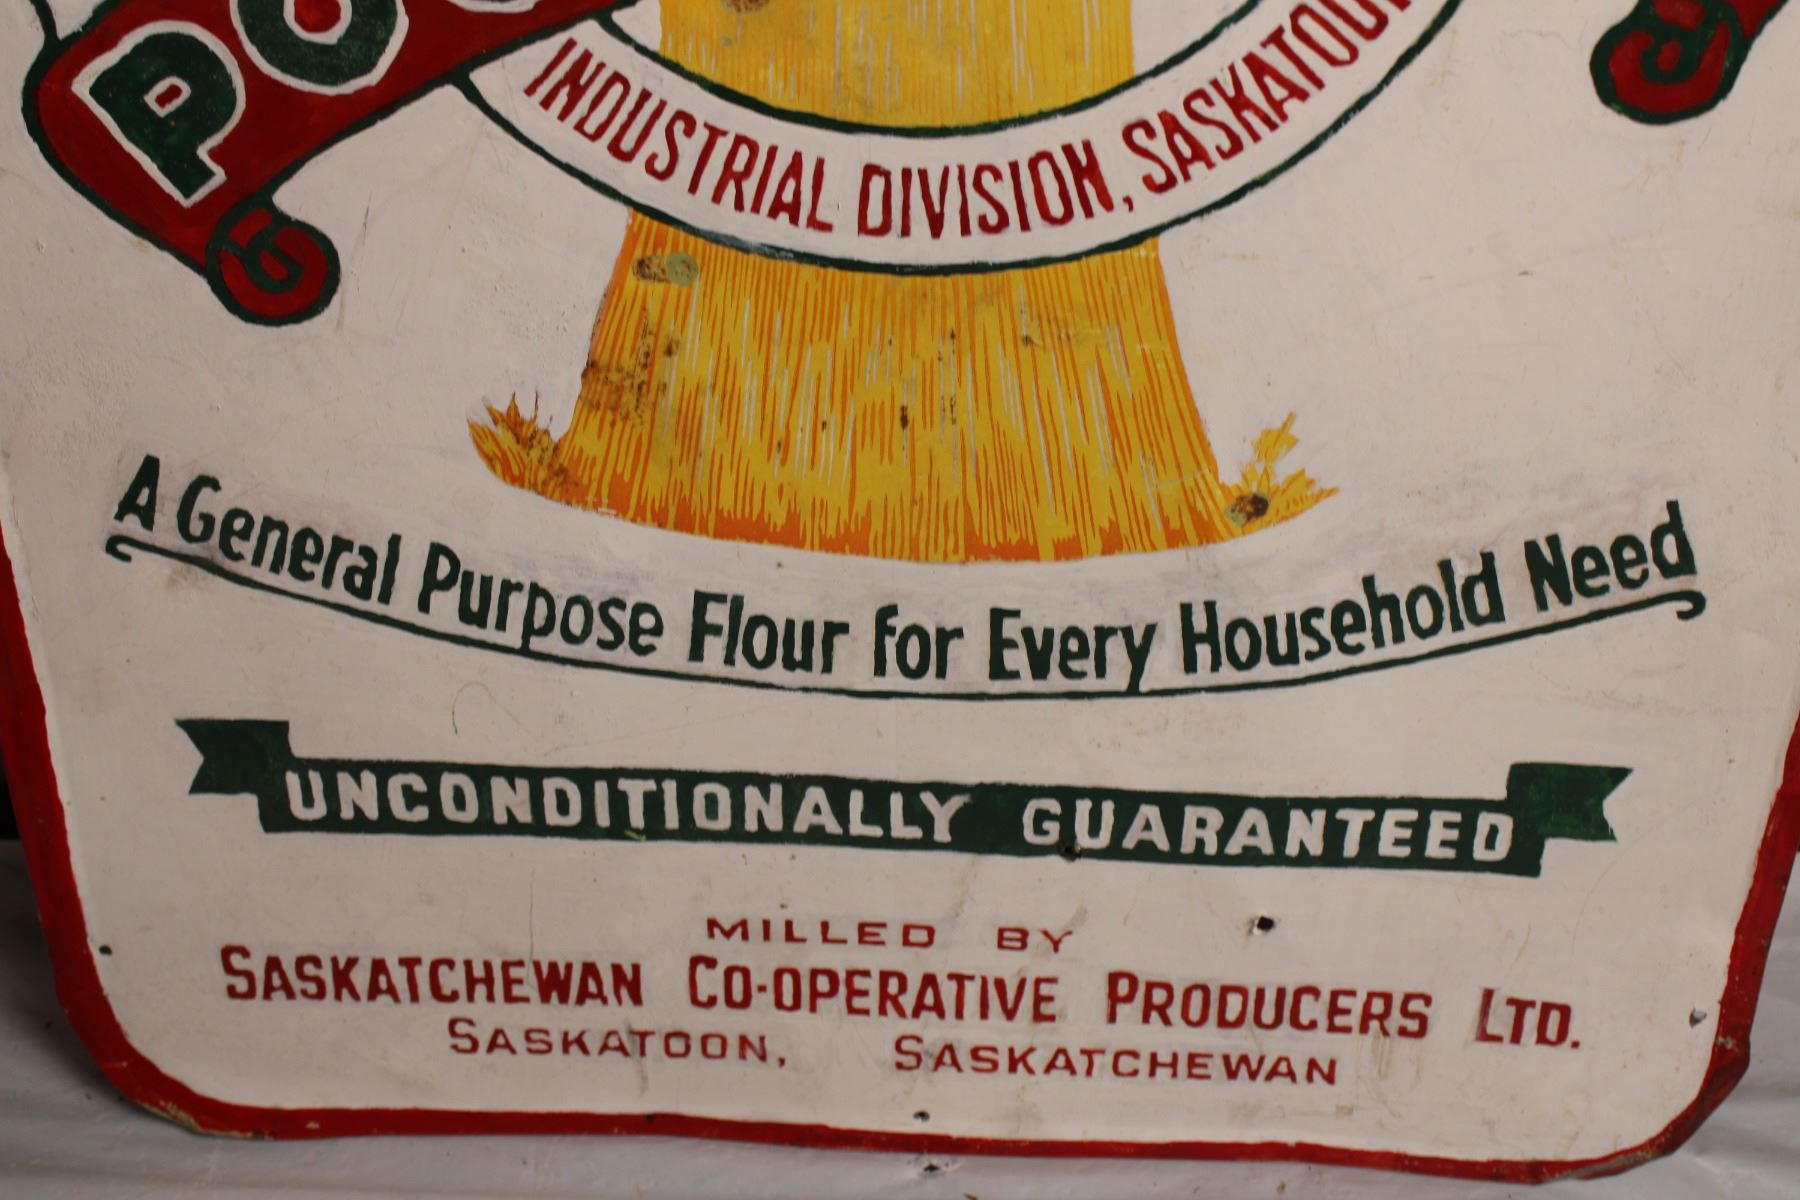 INDUSTRIAL DIVISION, SASKATOON
A General Purpose Flour for Every Household Need
UNCONDITIONALLY GUARANTEED
MILLED BY
SASKATCHEWAN CO-OPERATIVE PRODUCERS LTD.
SASKATOON, SASKATCHEWAN